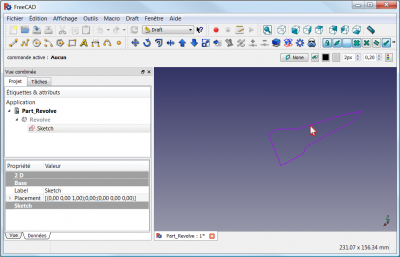 FreeCAD
Fichier Édition Affichage Outils Macro Draft Fenêtre Aide
Draft
commande active : Aucun
None
2px
0,20
Vue combinée
Projet Tâches
Étiquettes & attributs
Application
Part_Revolve
Revolve
Sketch
Propriété Valeur
2 D
Base
Label Sketch
Placement [(0,00 0,00 1,00);0,00;(0,00 0,00 0,00)]
Sketch
Vue Données
Part_Revolve : 1*
231.07 x 156.34 mm